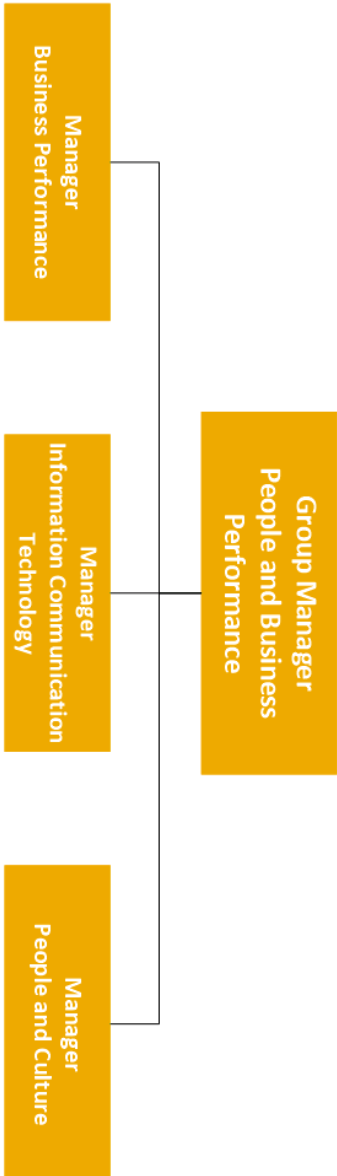 Group Manager
People and Business
Performance
Manager
Business Performance
Manager
Information Communication
Technology
Manager
People and Culture